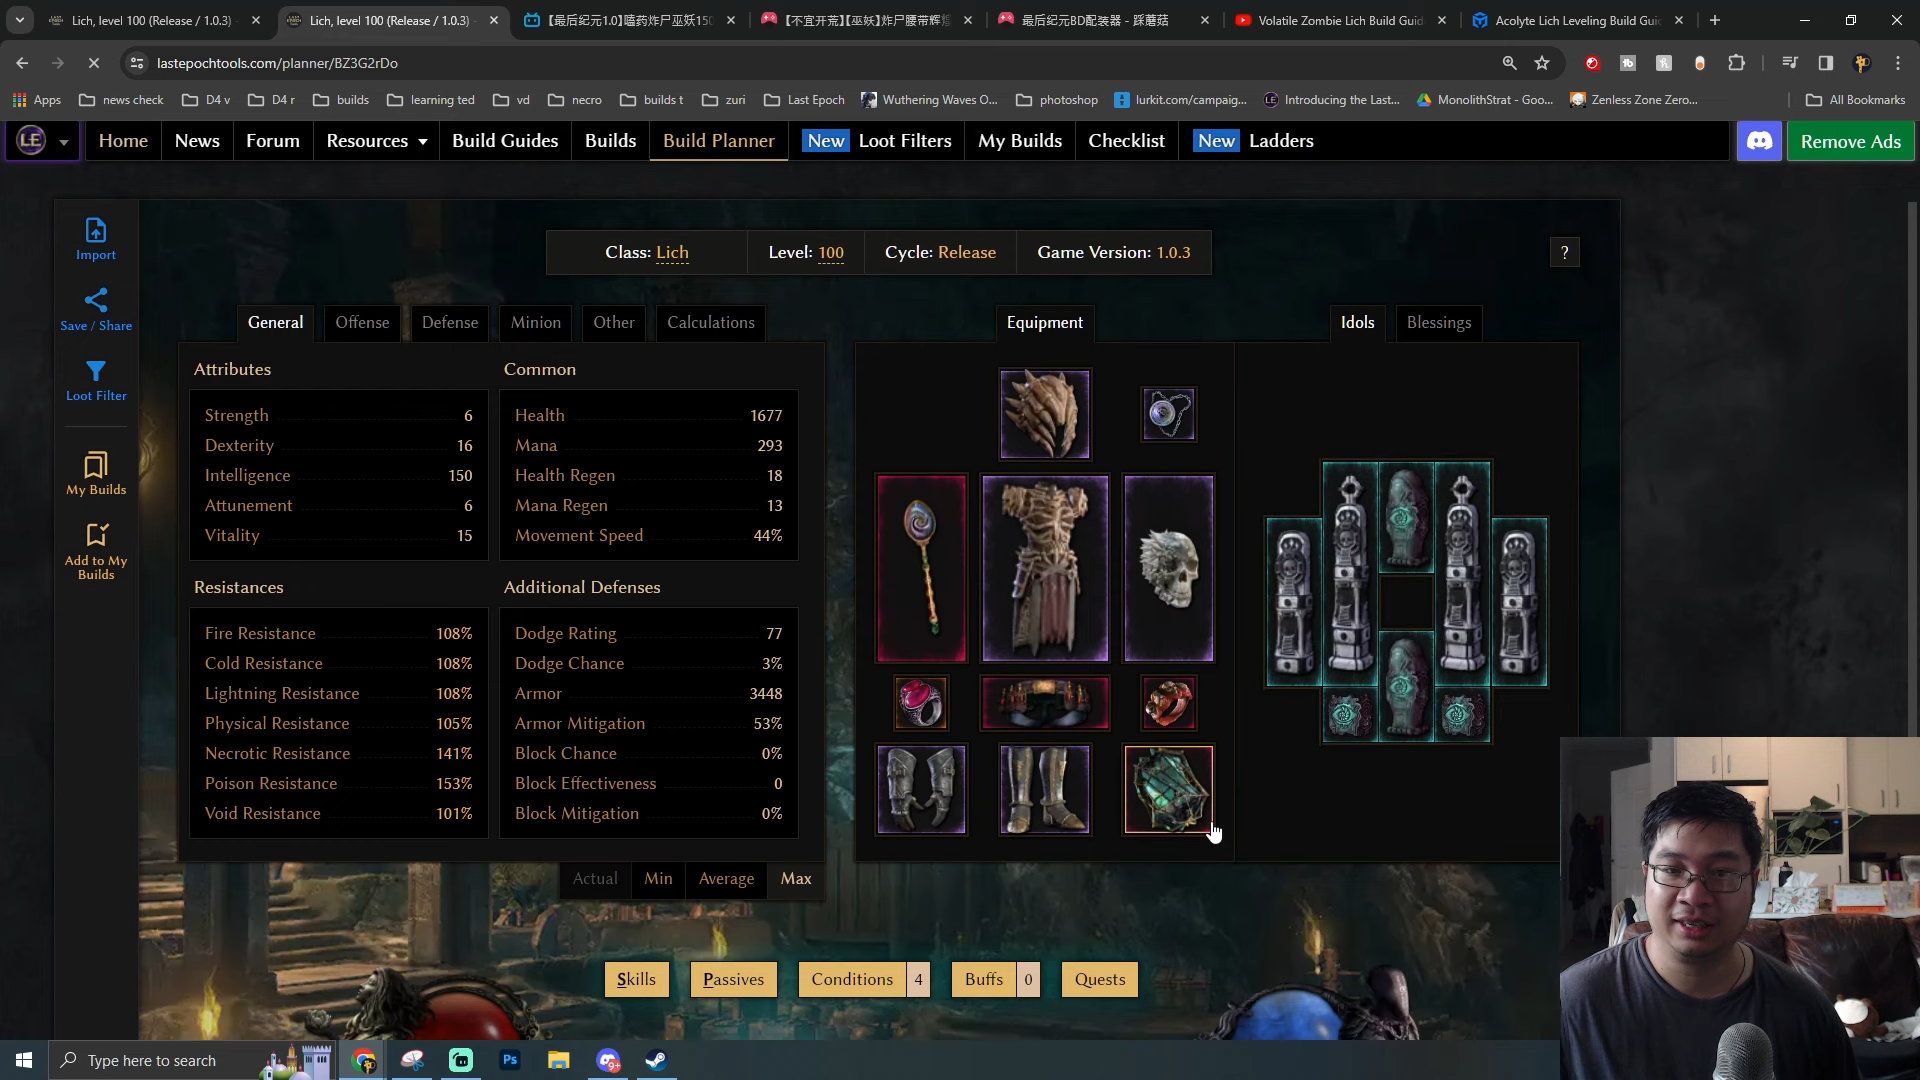 Lich, level 100 (Release / 1.0.3)
Lich, level 100 (Release / 1.0.3)
【最后纪元1.0】嗑药炸尸巫妖150
【不宜开荒】【巫妖】炸尸腰带辉煌
最后纪元BD配装器 - 踩蘑菇
Volatile Zombie Lich Build Guid
Acolyte Lich Leveling Build Gui
lastepochtools.com/planner/BZ3G2rDo
Apps
news check
D4 v
D4 r
builds
learning ted
vd
necro
builds t
zuri
Last Epoch
Wuthering Waves O...
photoshop
lurkit.com/campaig...
Introducing the Last...
MonolithStrat - Goo...
Zenless Zone Zero...
All Bookmarks
LE
Home
News
Forum
Resources
Build Guides
Builds
Build Planner
New Loot Filters
My Builds
Checklist
New Ladders
Remove Ads
Import
Save / Share
Loot Filter
My Builds
Add to My
Builds
Class: Lich
Level: 100
Cycle: Release
Game Version: 1.0.3
?
General
Offense
Defense
Minion
Other
Calculations
Equipment
Idols
Blessings
Attributes
Strength 6
Dexterity 16
Intelligence 150
Attunement 6
Vitality 15
Common
Health 1677
Mana 293
Health Regen 18
Mana Regen 13
Movement Speed 44%
Resistances
Fire Resistance 108%
Cold Resistance 108%
Lightning Resistance 108%
Physical Resistance 105%
Necrotic Resistance 141%
Poison Resistance 153%
Void Resistance 101%
Additional Defenses
Dodge Rating 77
Dodge Chance 3%
Armor 3448
Armor Mitigation 53%
Block Chance 0%
Block Effectiveness 0
Block Mitigation 0%
Actual
Min
Average
Max
Skills
Passives
Conditions 4
Buffs 0
Quests
Type here to search
Ps
9+